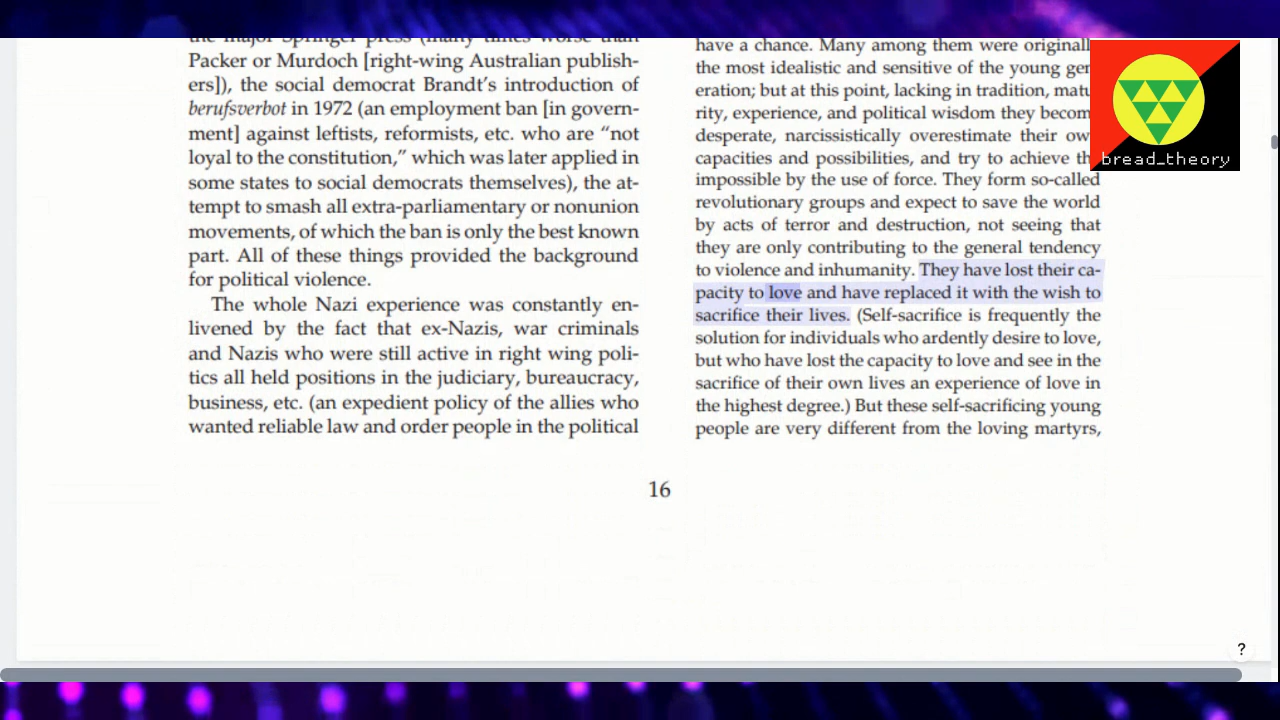 the major Springer press (many times worse than
Packer or Murdoch [right-wing Australian publish-
ers]), the social democrat Brandt's introduction of
berufsverbot in 1972 (an employment ban [in govern-
ment] against leftists, reformists, etc. who are "not
loyal to the constitution," which was later applied in
some states to social democrats themselves), the at-
tempt to smash all extra-parliamentary or nonunion
movements, of which the ban is only the best known
part. All of these things provided the background
for political violence.
The whole Nazi experience was constantly en-
livened by the fact that ex-Nazis, war criminals
and Nazis who were still active in right wing poli-
tics all held positions in the judiciary, bureaucracy,
business, etc. (an expedient policy of the allies who
wanted reliable law and order people in the political
have a chance. Many among them were originall
the most idealistic and sensitive of the young gen
eration; but at this point, lacking in tradition, matu
rity, experience, and political wisdom they becom
desperate, narcissistically overestimate their ow
capacities and possibilities, and try to achieve th
impossible by the use of force. They form so-called
revolutionary groups and expect to save the world
by acts of terror and destruction, not seeing that
they are only contributing to the general tendency
to violence and inhumanity. They have lost their ca-
pacity to love and have replaced it with the wish to
sacrifice their lives. (Self-sacrifice is frequently the
solution for individuals who ardently desire to love,
but who have lost the capacity to love and see in the
sacrifice of their own lives an experience of love in
the highest degree.) But these self-sacrificing young
people are very different from the loving martyrs,
16
bread_theory
?